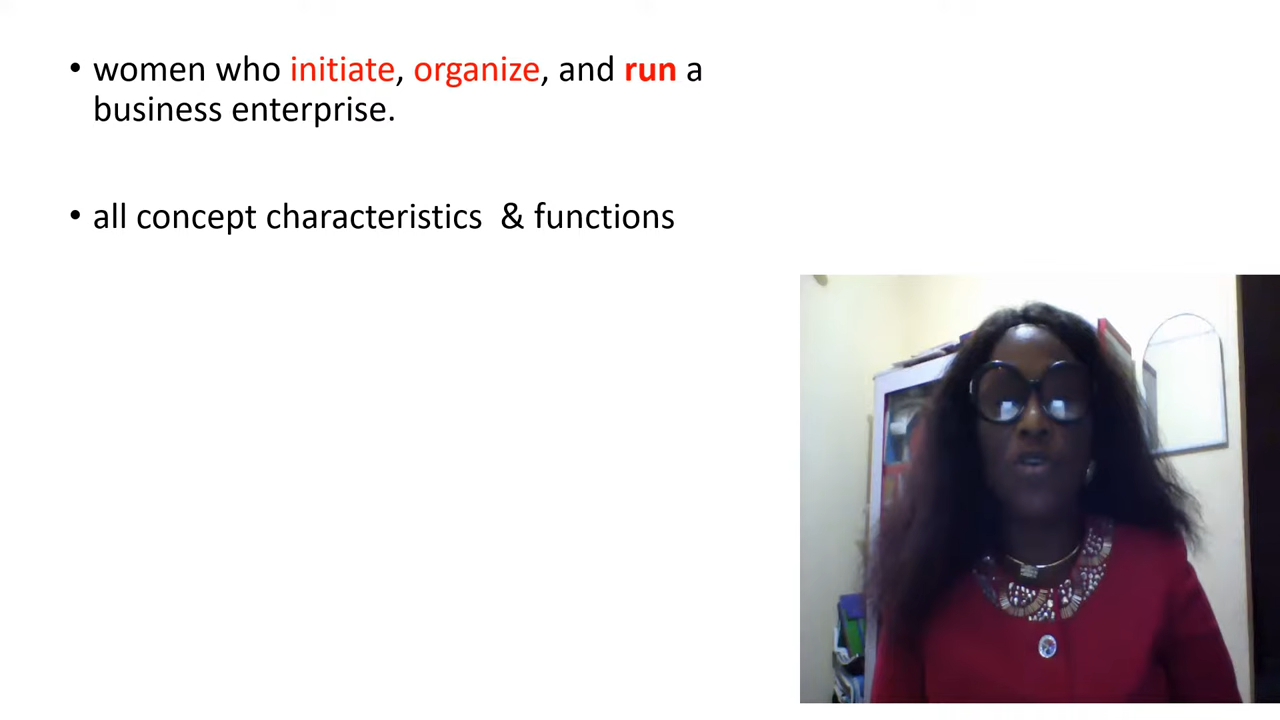 • women who initiate, organize, and run a
business enterprise.
• all concept characteristics & functions